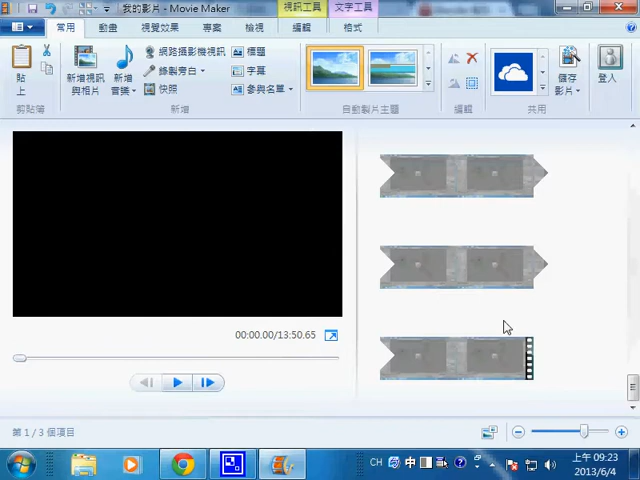 我的影片 - Movie Maker
視訊工具
文字工具
常用
動畫
視覺效果
專案
檢視
編輯
格式
貼上
新增視訊與相片
新增音樂
網路攝影機視訊
錄製旁白
快照
標題
字幕
參與名單
儲存影片
登入
剪貼簿
新增
自動製片主題
編輯
共用
00:00.00/13:50.65
第 1 / 3 個項目
CH
中
上午 09:23
2013/6/4